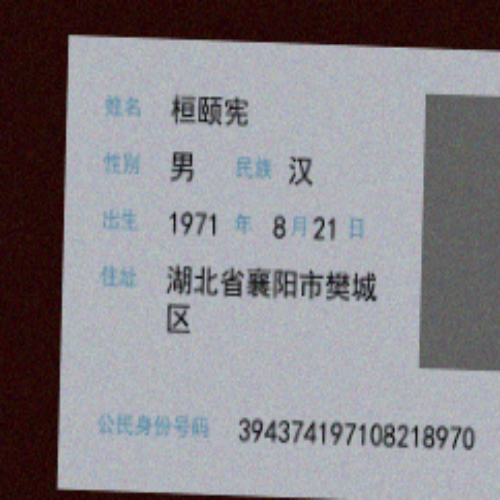 姓名 桓颐宪
性别 男 民族 汉
出生 1971 年 8 月 21 日
住址 湖北省襄阳市樊城
区
公民身份号码 394374197108218970